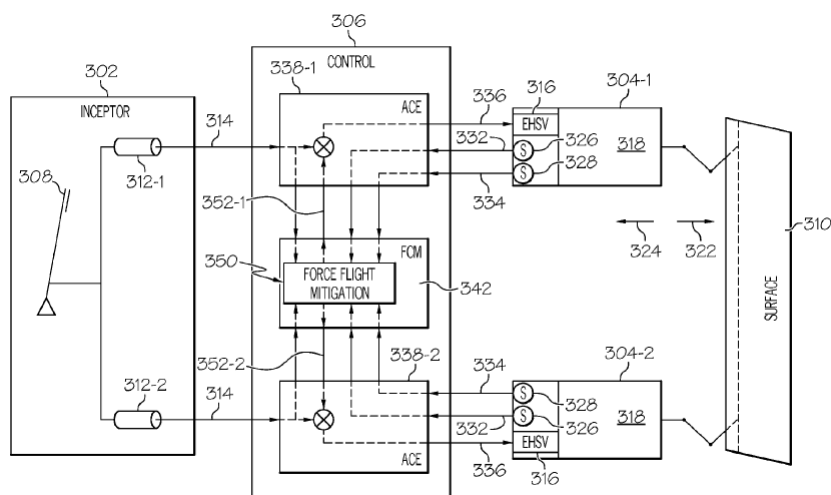 306
302
CONTROL
338-1
304-1
INCEPTOR
ACE
336
316
EHSV
314
332
S
326
318
308
312-1
S
328
334
310
352-1
324
322
350
FCM
FORCE FLIGHT
MITIGATION
342
SURFACE
352-2
338-2
304-2
312-2
334
S
328
314
332
S
326
318
EHSV
336
316
ACE